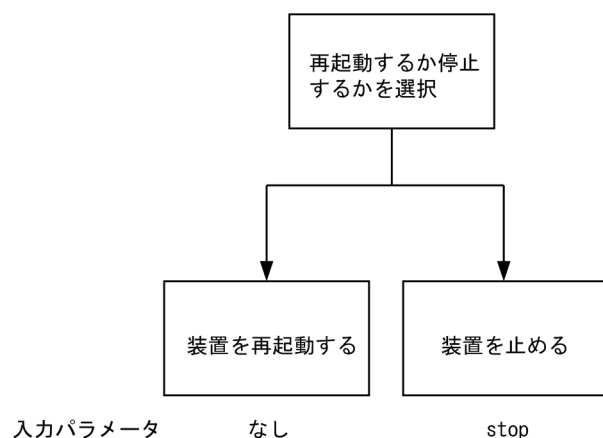 再起動するか停止
するかを選択
装置を再起動する
装置を止める
入力パラメータ
なし
stop